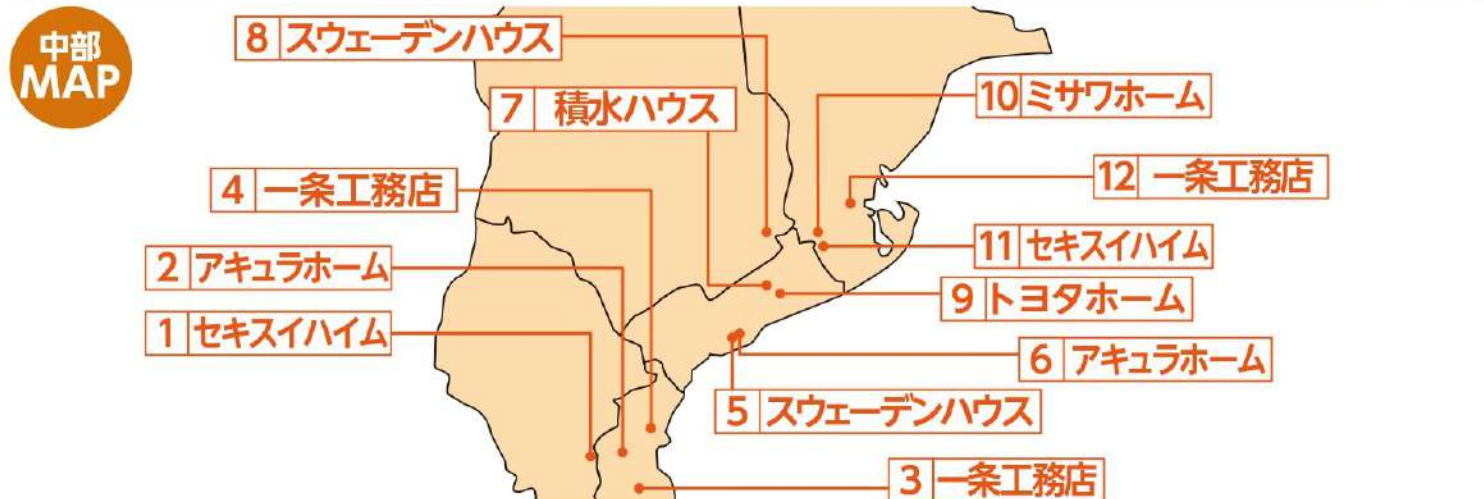 中部
MAP
8 スウェーデンハウス
7 積水ハウス
10 ミサワホーム
4 一条工務店
12 一条工務店
11 セキスイハイム
2 アキュラホーム
9 トヨタホーム
1 セキスイハイム
6 アキュラホーム
5 スウェーデンハウス
3 一条工務店